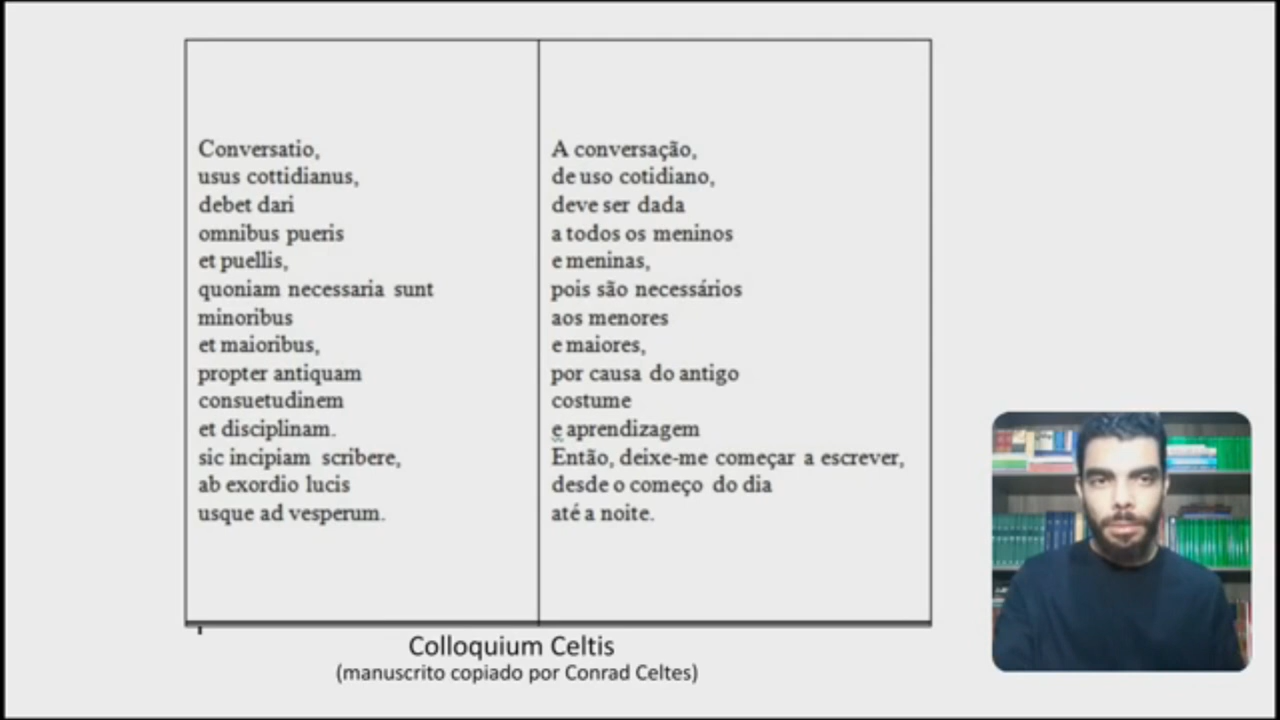 Conversatio,
usus cottidianus,
debet dari
omnibus pueris
et puellis,
quoniam necessaria sunt
minoribus
et maioribus,
propter antiquam
consuetudinem
et disciplinam.
sic incipiam scribere,
ab exordio lucis
usque ad vesperum.
A conversação,
de uso cotidiano,
deve ser dada
a todos os meninos
e meninas,
pois são necessários
aos menores
e maiores,
por causa do antigo
costume
e aprendizagem
Então, deixe-me começar a escrever,
desde o começo do dia
até a noite.
Colloquium Celtis
(manuscrito copiado por Conrad Celtes)